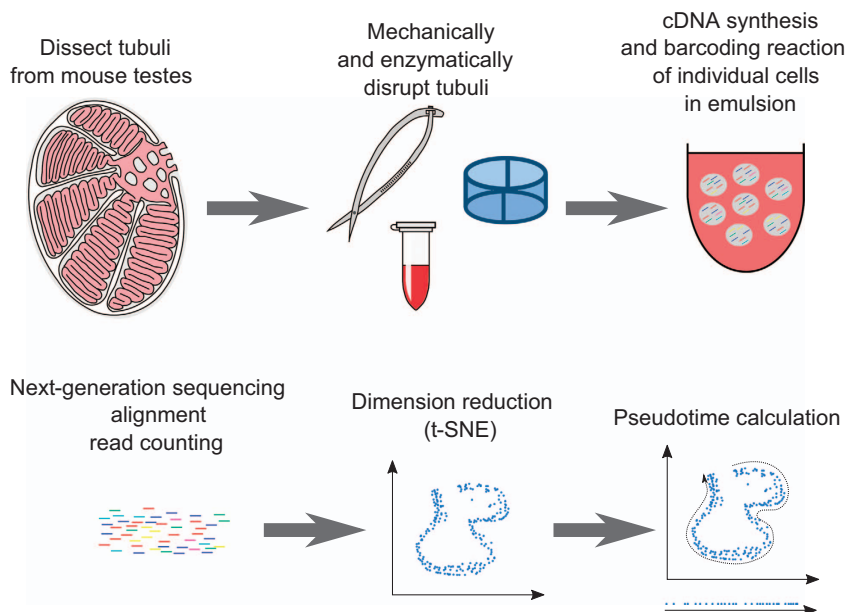 Dissect tubuli
from mouse testes
Mechanically
and enzymatically
disrupt tubuli
cDNA synthesis
and barcoding reaction
of individual cells
in emulsion
Next-generation sequencing
alignment
read counting
Dimension reduction
(t-SNE)
Pseudotime calculation